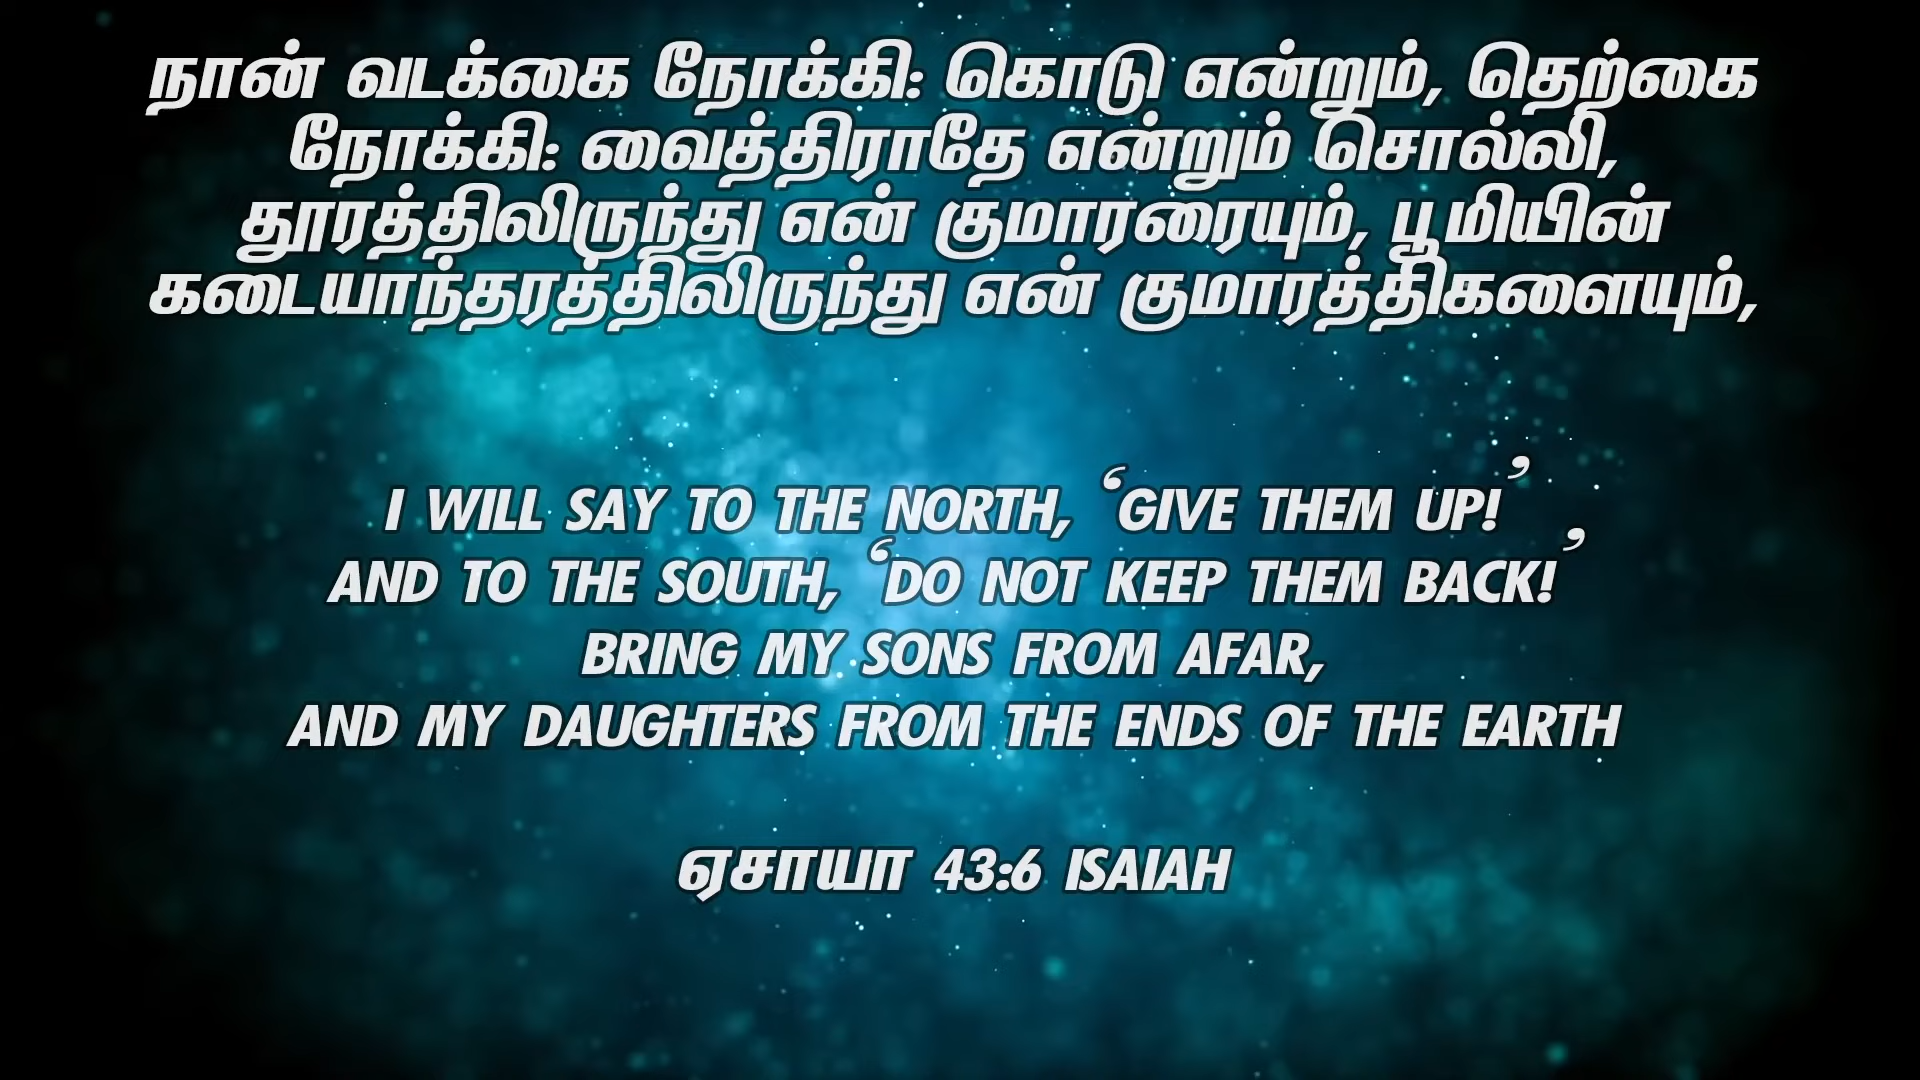 நான் வடக்கை நோக்கி: கொடு என்றும், தெற்கை
நோக்கி: வைத்திராதே என்றும் சொல்லி,
தூரத்திலிருந்து என் குமாரரையும், பூமியின்
கடையாந்தரத்திலிருந்து என் குமாரத்திகளையும்,
I WILL SAY TO THE NORTH, ‘GIVE THEM UP!’
AND TO THE SOUTH, ‘DO NOT KEEP THEM BACK!’
BRING MY SONS FROM AFAR,
AND MY DAUGHTERS FROM THE ENDS OF THE EARTH
ஏசாயா 43:6 ISAIAH